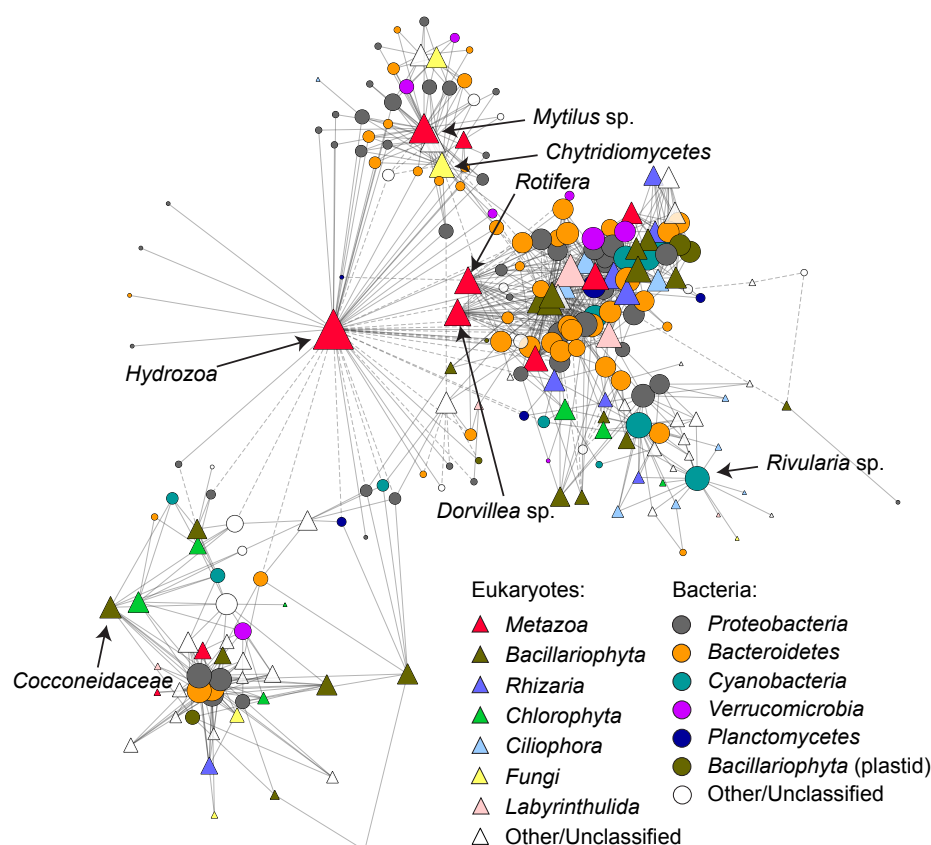 Mytilus sp.
Chytridiomycetes
Rotifera
Hydrozoa
Rivularia sp.
Dorvillea sp.
Cocconeidaceae
Eukaryotes:
Metazoa
Bacillariophyta
Rhizaria
Chlorophyta
Ciliophora
Fungi
Labyrinthulida
Other/Unclassified
Bacteria:
Proteobacteria
Bacteroidetes
Cyanobacteria
Verrucomicrobia
Planctomycetes
Bacillariophyta (plastid)
Other/Unclassified